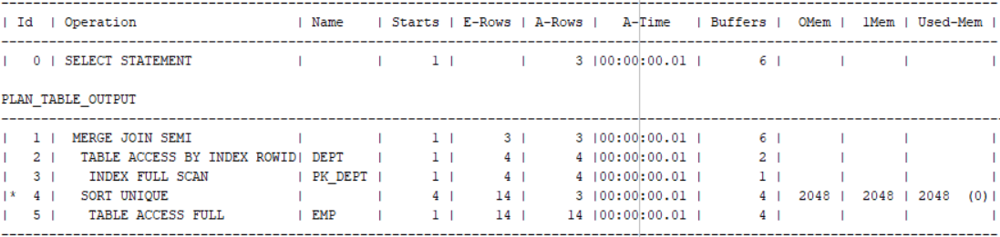 ------------------------------------------------------------------------------------------------------------------------
| Id  | Operation                    | Name    | Starts | E-Rows | A-Rows |   A-Time   | Buffers |  OMem |  1Mem | Used-Mem |
------------------------------------------------------------------------------------------------------------------------
|   0 | SELECT STATEMENT             |         |      1 |        |      3 |00:00:00.01 |       6 |       |       |          |

PLAN_TABLE_OUTPUT
------------------------------------------------------------------------------------------------------------------------
|   1 |  MERGE JOIN SEMI             |         |      1 |      3 |      3 |00:00:00.01 |       6 |       |       |          |
|   2 |   TABLE ACCESS BY INDEX ROWID| DEPT    |      1 |      4 |      4 |00:00:00.01 |       2 |       |       |          |
|   3 |    INDEX FULL SCAN           | PK_DEPT |      1 |      4 |      4 |00:00:00.01 |       1 |       |       |          |
|*  4 |   SORT UNIQUE                |         |      4 |     14 |      3 |00:00:00.01 |       4 |  2048 |  2048 | 2048  (0)|
|   5 |    TABLE ACCESS FULL         | EMP     |      1 |     14 |     14 |00:00:00.01 |       4 |       |       |          |
------------------------------------------------------------------------------------------------------------------------